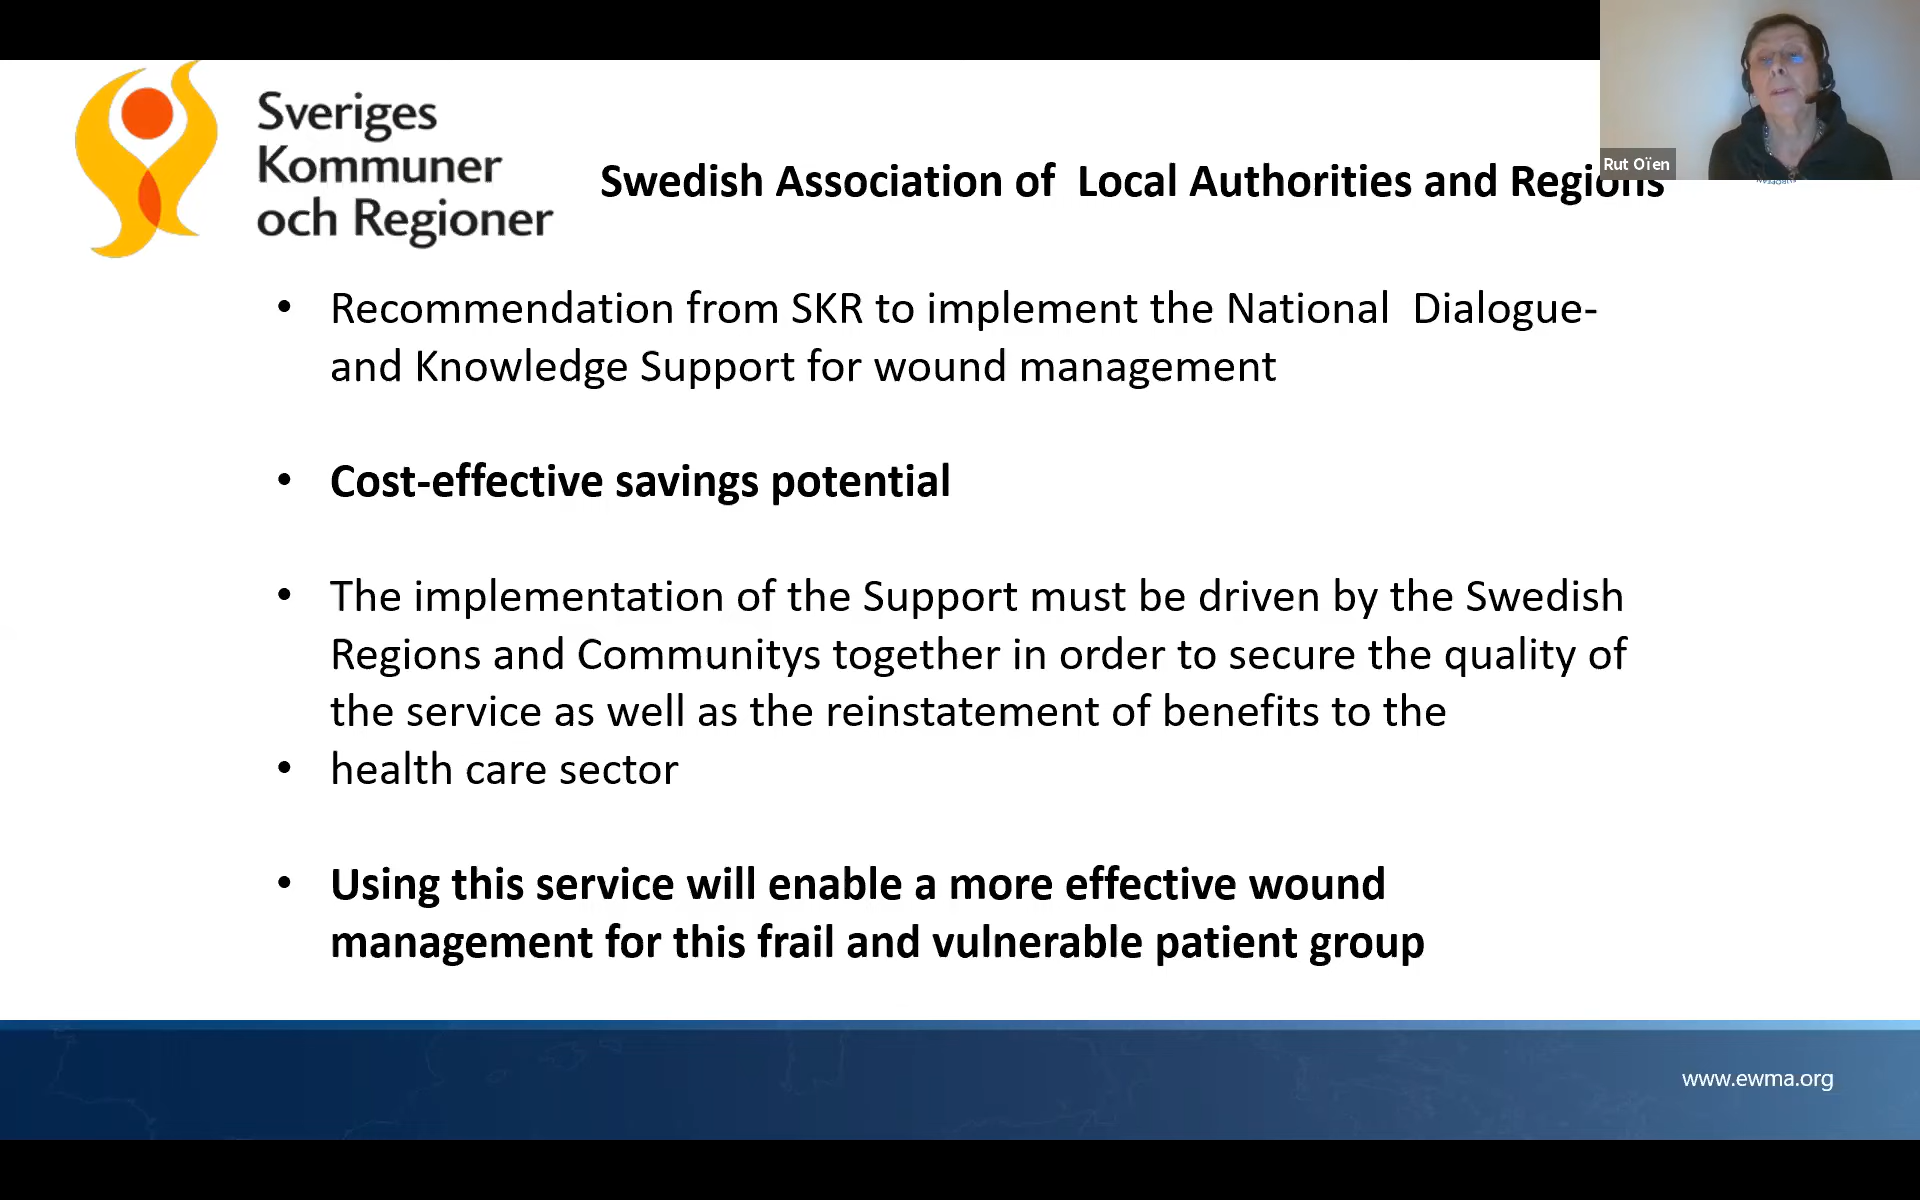 Sveriges
Kommuner
och Regioner
Swedish Association of Local Authorities and Regions
Rut Oïen
• Recommendation from SKR to implement the National Dialogue-
and Knowledge Support for wound management
• Cost-effective savings potential
• The implementation of the Support must be driven by the Swedish
Regions and Communitys together in order to secure the quality of
the service as well as the reinstatement of benefits to the
• health care sector
• Using this service will enable a more effective wound
management for this frail and vulnerable patient group
www.ewma.org